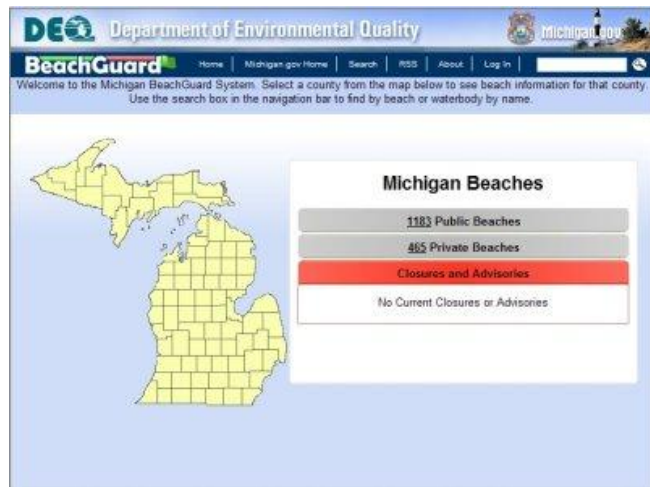 DEQ Department of Environmental Quality
Michigan.gov
BeachGuard Home | Michigan.gov Home | Search | RSS | About | Log In |
Welcome to the Michigan BeachGuard System. Select a county from the map below to see beach information for that county.
Use the search box in the navigation bar to find by beach or waterbody by name.
Michigan Beaches
1183 Public Beaches
465 Private Beaches
Closures and Advisories
No Current Closures or Advisories